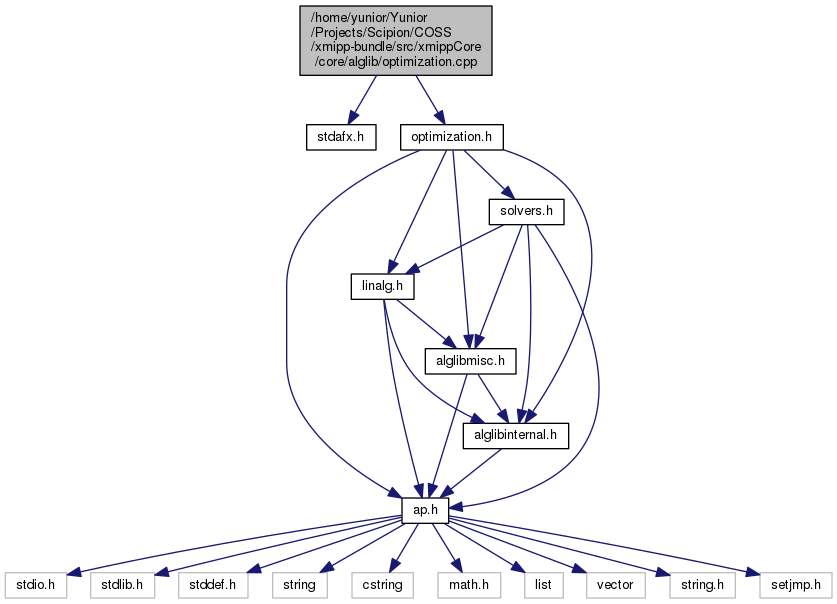 /home/yunior/Yunior
/Projects/Scipion/COSS
/xmipp-bundle/src/xmippCore
/core/alglib/optimization.cpp
stdafx.h
optimization.h
solvers.h
linalg.h
alglibmisc.h
alglibinternal.h
ap.h
stdio.h
stdlib.h
stddef.h
string
cstring
math.h
list
vector
string.h
setjmp.h